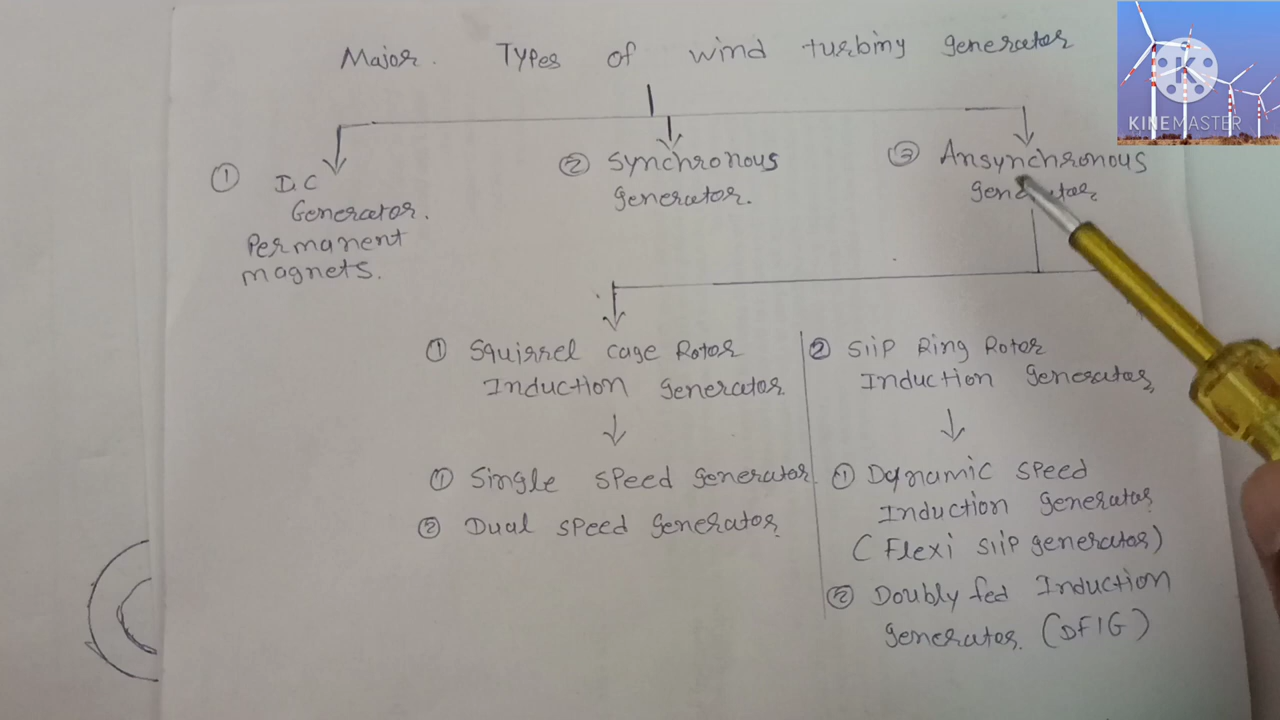 Major. Types of wind turbiny generator
① D.C Generator. Permanent magnets.
② Synchronous generator.
③ Ansynchronous generator
① Squirrel cage Rotor
Induction generator
① Single speed generator.
② Dual speed generator
② Slip Ring Rotor
Induction generator
① Dynamic speed
Induction generator
(Flexi slip generator)
② Doubly fed Induction
generator. (DFIG)
KINEMASTER